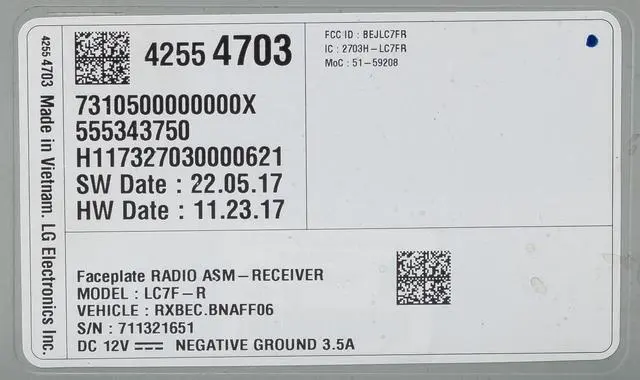 4255 4703 Made in Vietnam. LG Electronics Inc.
4255 4703
7310500000000X
555343750
H117327030000621
SW Date : 22.05.17
HW Date : 11.23.17
FCC ID : BEJLC7FR
IC : 2703H-LC7FR
MoC : 51-59208
Faceplate RADIO ASM-RECEIVER
MODEL : LC7F-R
VEHICLE : RXBEC.BNAFF06
S/N : 711321651
DC 12V ⎓ NEGATIVE GROUND 3.5A